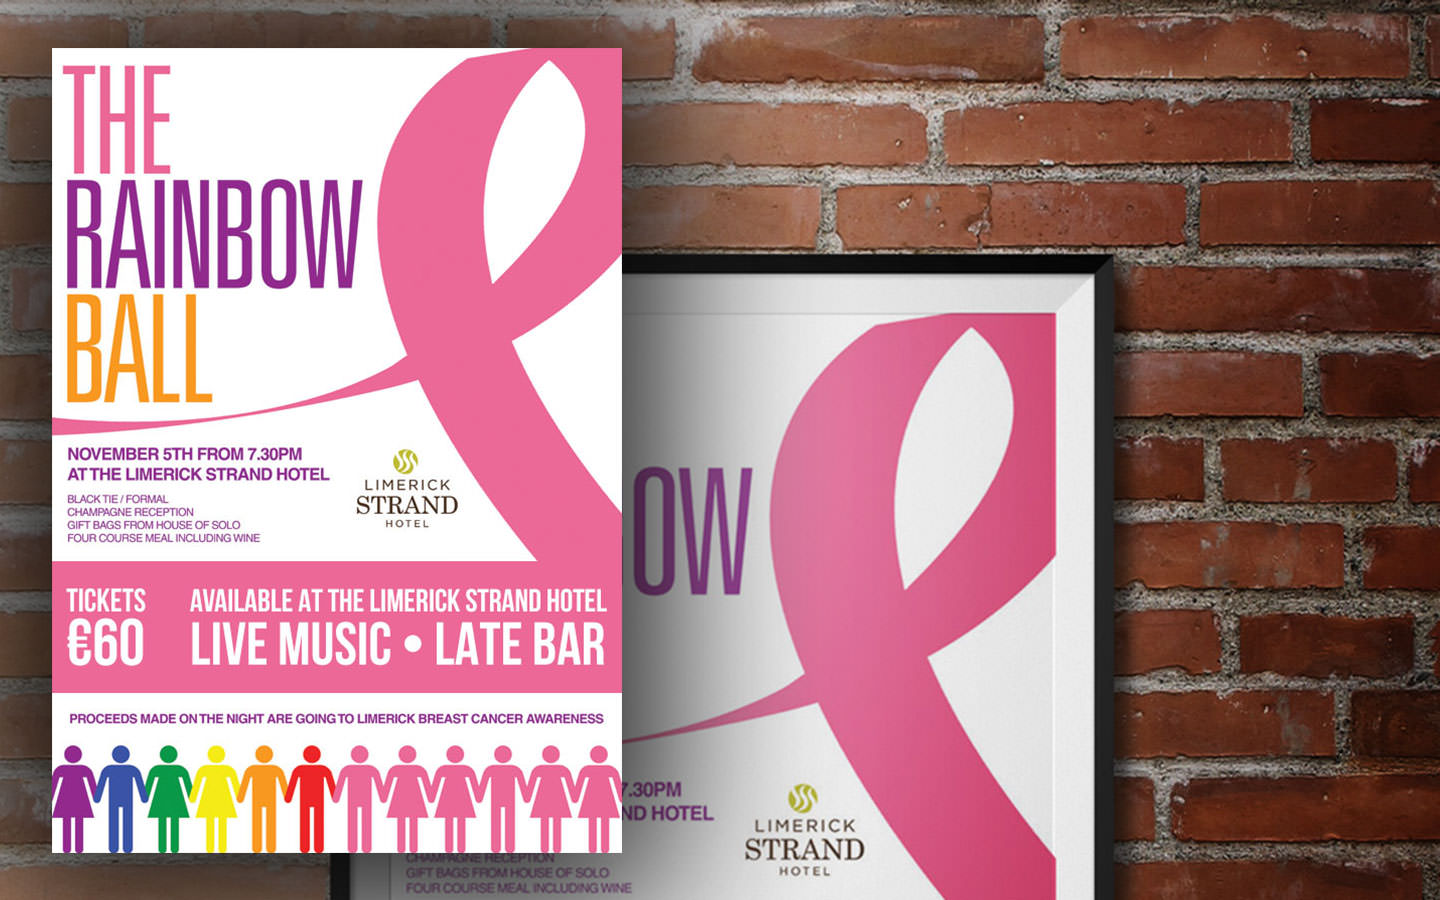 THE
RAINBOW
BALL
NOVEMBER 5TH FROM 7.30PM
AT THE LIMERICK STRAND HOTEL
BLACK TIE / FORMAL
CHAMPAGNE RECEPTION
GIFT BAGS FROM HOUSE OF SOLO
FOUR COURSE MEAL INCLUDING WINE
LIMERICK
STRAND
HOTEL
TICKETS
€60
AVAILABLE AT THE LIMERICK STRAND HOTEL
LIVE MUSIC • LATE BAR
PROCEEDS MADE ON THE NIGHT ARE GOING TO LIMERICK BREAST CANCER AWARENESS
OW
7.30PM
ND HOTEL
CHAMPAGNE RECEPTION
GIFT BAGS FROM HOUSE OF SOLO
FOUR COURSE MEAL INCLUDING WINE
LIMERICK
STRAND
HOTEL